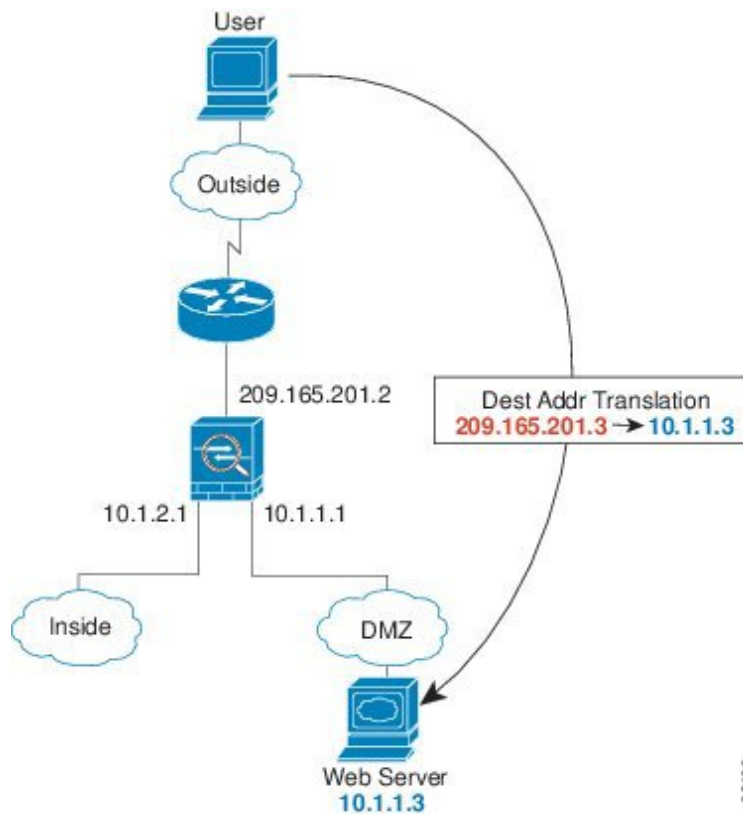 User
Outside
209.165.201.2
Dest Addr Translation
209.165.201.3 → 10.1.1.3
10.1.2.1
10.1.1.1
Inside
DMZ
Web Server
10.1.1.3